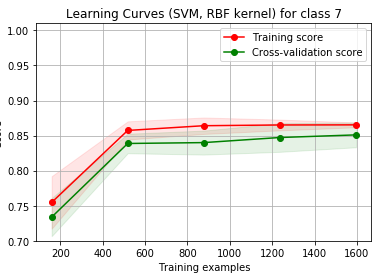 Learning Curves (SVM, RBF kernel) for class 7
1.00
0.95
0.90
0.85
0.80
0.75
0.70
Training score
Cross-validation score
200 400 600 800 1000 1200 1400 1600
Training examples